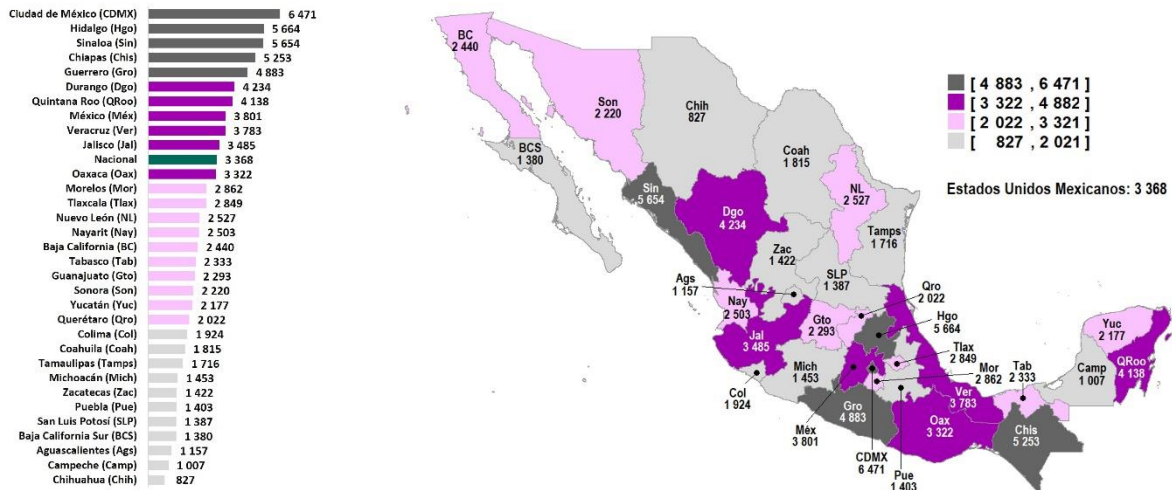 Ciudad de México (CDMX) 6 471
Hidalgo (Hgo) 5 664
Sinaloa (Sin) 5 654
Chiapas (Chis) 5 253
Guerrero (Gro) 4 883
Durango (Dgo) 4 234
Quintana Roo (QRoo) 4 138
México (Méx) 3 801
Veracruz (Ver) 3 783
Jalisco (Jal) 3 485
Nacional 3 368
Oaxaca (Oax) 3 322
Morelos (Mor) 2 862
Tlaxcala (Tlax) 2 849
Nuevo León (NL) 2 527
Nayarit (Nay) 2 503
Baja California (BC) 2 440
Tabasco (Tab) 2 333
Guanajuato (Gto) 2 293
Sonora (Son) 2 220
Yucatán (Yuc) 2 177
Querétaro (Qro) 2 022
Colima (Col) 1 924
Coahuila (Coah) 1 815
Tamaulipas (Tamps) 1 716
Michoacán (Mich) 1 453
Zacatecas (Zac) 1 422
Puebla (Pue) 1 403
San Luis Potosí (SLP) 1 387
Baja California Sur (BCS) 1 380
Aguascalientes (Ags) 1 157
Campeche (Camp) 1 007
Chihuahua (Chih) 827
BC
2 440
Son
2 220
Chih
827
BCS
1 380
Coah
1 815
Sin
5 654
NL
2 527
Dgo
4 234
Tamps
1 716
Zac
1 422
SLP
1 387
Ags
1 157
Qro
2 022
Nay
2 503
Gto
2 293
Hgo
5 664
Jal
3 485
Tlax
2 849
Yuc
2 177
Mich
1 453
Mor
2 862
Tab
2 333
Camp
1 007
QRoo
4 138
Col
1 924
Ver
3 783
Gro
4 883
Oax
3 322
Chis
5 253
Méx
3 801
CDMX
6 471
Pue
1 403
[ 4 883 , 6 471 ]
[ 3 322 , 4 882 ]
[ 2 022 , 3 321 ]
[ 827 , 2 021 ]
Estados Unidos Mexicanos: 3 368